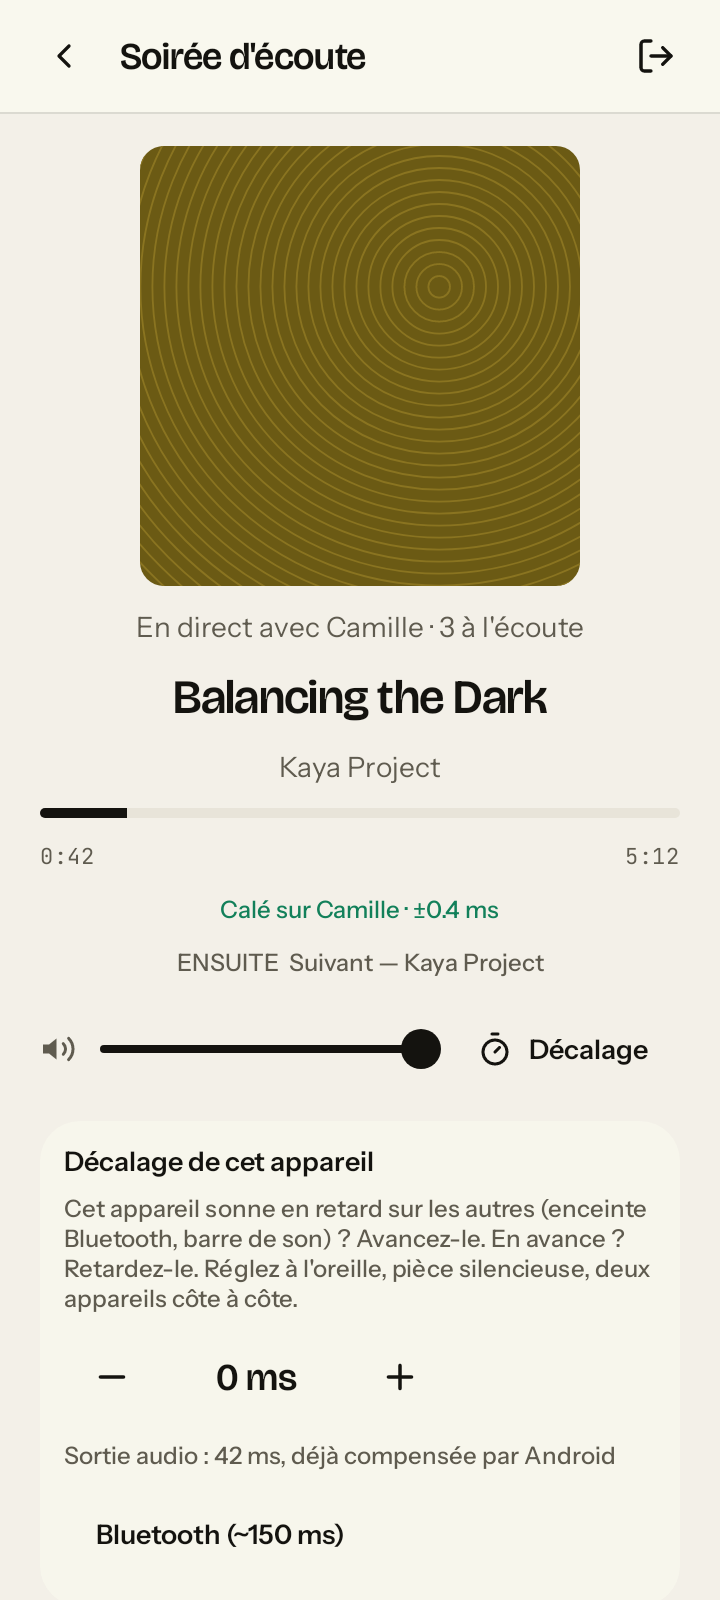 Soirée d'écoute
En direct avec Camille · 3 à l'écoute
Balancing the Dark
Kaya Project
0:42 5:12
Calé sur Camille · ±0.4 ms
ENSUITE Suivant — Kaya Project
Décalage
Décalage de cet appareil
Cet appareil sonne en retard sur les autres (enceinte
Bluetooth, barre de son) ? Avancez-le. En avance ?
Retardez-le. Réglez à l'oreille, pièce silencieuse, deux
appareils côte à côte.
− 0 ms +
Sortie audio : 42 ms, déjà compensée par Android
Bluetooth (~150 ms)